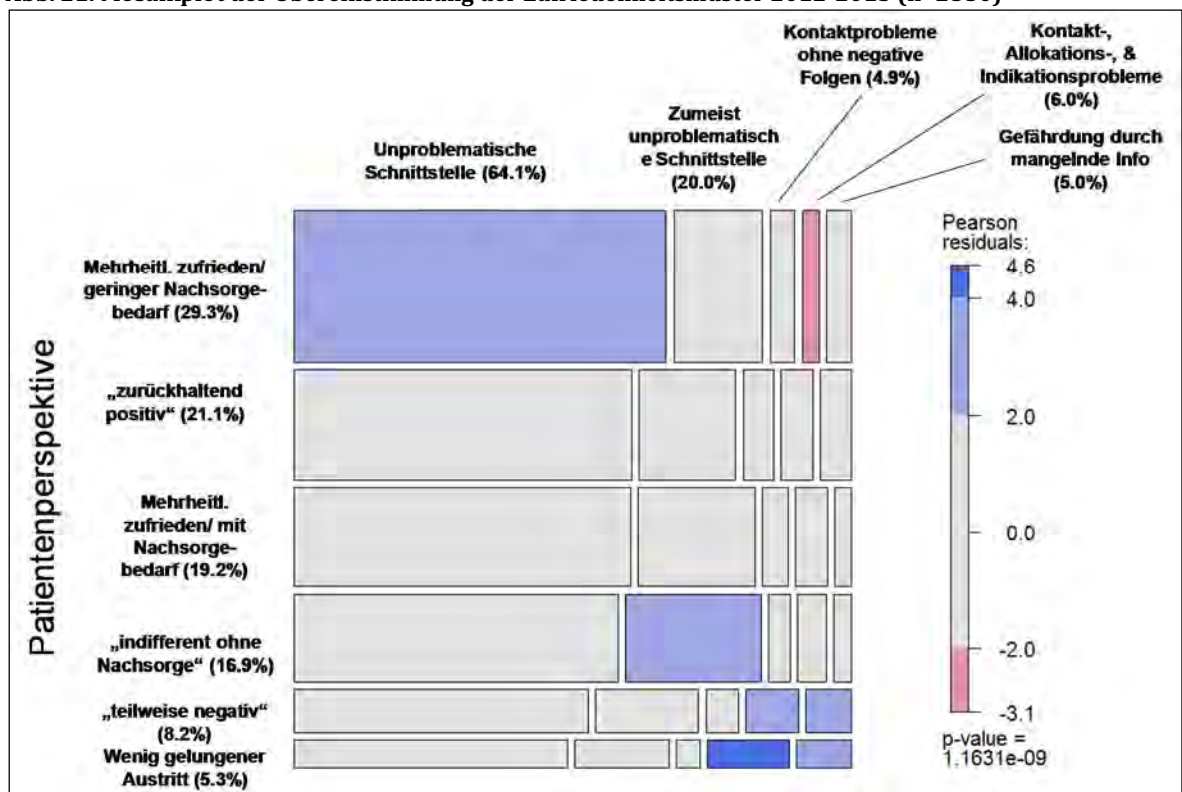 Kontaktprobleme
ohne negative
Folgen (4.9%)
Kontakt-,
Allokations-, &
Indikationsprobleme
(6.0%)
Zumeist
unproblematisch
e Schnittstelle
(20.0%)
Unproblematische
Schnittstelle (64.1%)
Gefährdung durch
mangelnde Info
(5.0%)
Patientenperspektive
Mehrheitl. zufrieden/
geringer Nachsorge-
bedarf (29.3%)
„zurückhaltend
positiv“ (21.1%)
Mehrheitl.
zufrieden/ mit
Nachsorge-
bedarf (19.2%)
„indifferent ohne
Nachsorge“ (16.9%)
„teilweise negativ“
(8.2%)
Wenig gelungener
Austritt (5.3%)
Pearson
residuals:
4.6
4.0
2.0
0.0
-2.0
-3.1
p-value =
1.1631e-09